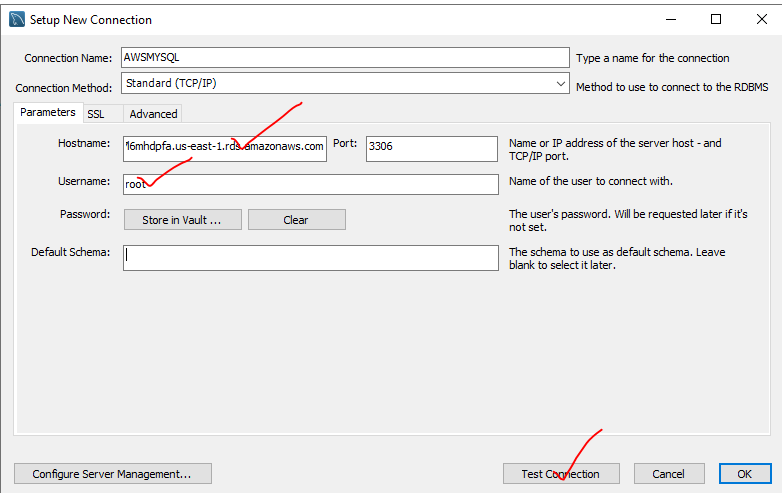 Setup New Connection
Connection Name: AWSMYSQL Type a name for the connection
Connection Method: Standard (TCP/IP) Method to use to connect to the RDBMS
Parameters SSL Advanced
Hostname: 16mhdpfa.us-east-1.rds.amazonaws.com Port: 3306 Name or IP address of the server host - and
TCP/IP port.
Username: root Name of the user to connect with.
Password: Store in Vault ... Clear The user's password. Will be requested later if it's
not set.
Default Schema: The schema to use as default schema. Leave
blank to select it later.
Configure Server Management... Test Connection Cancel OK